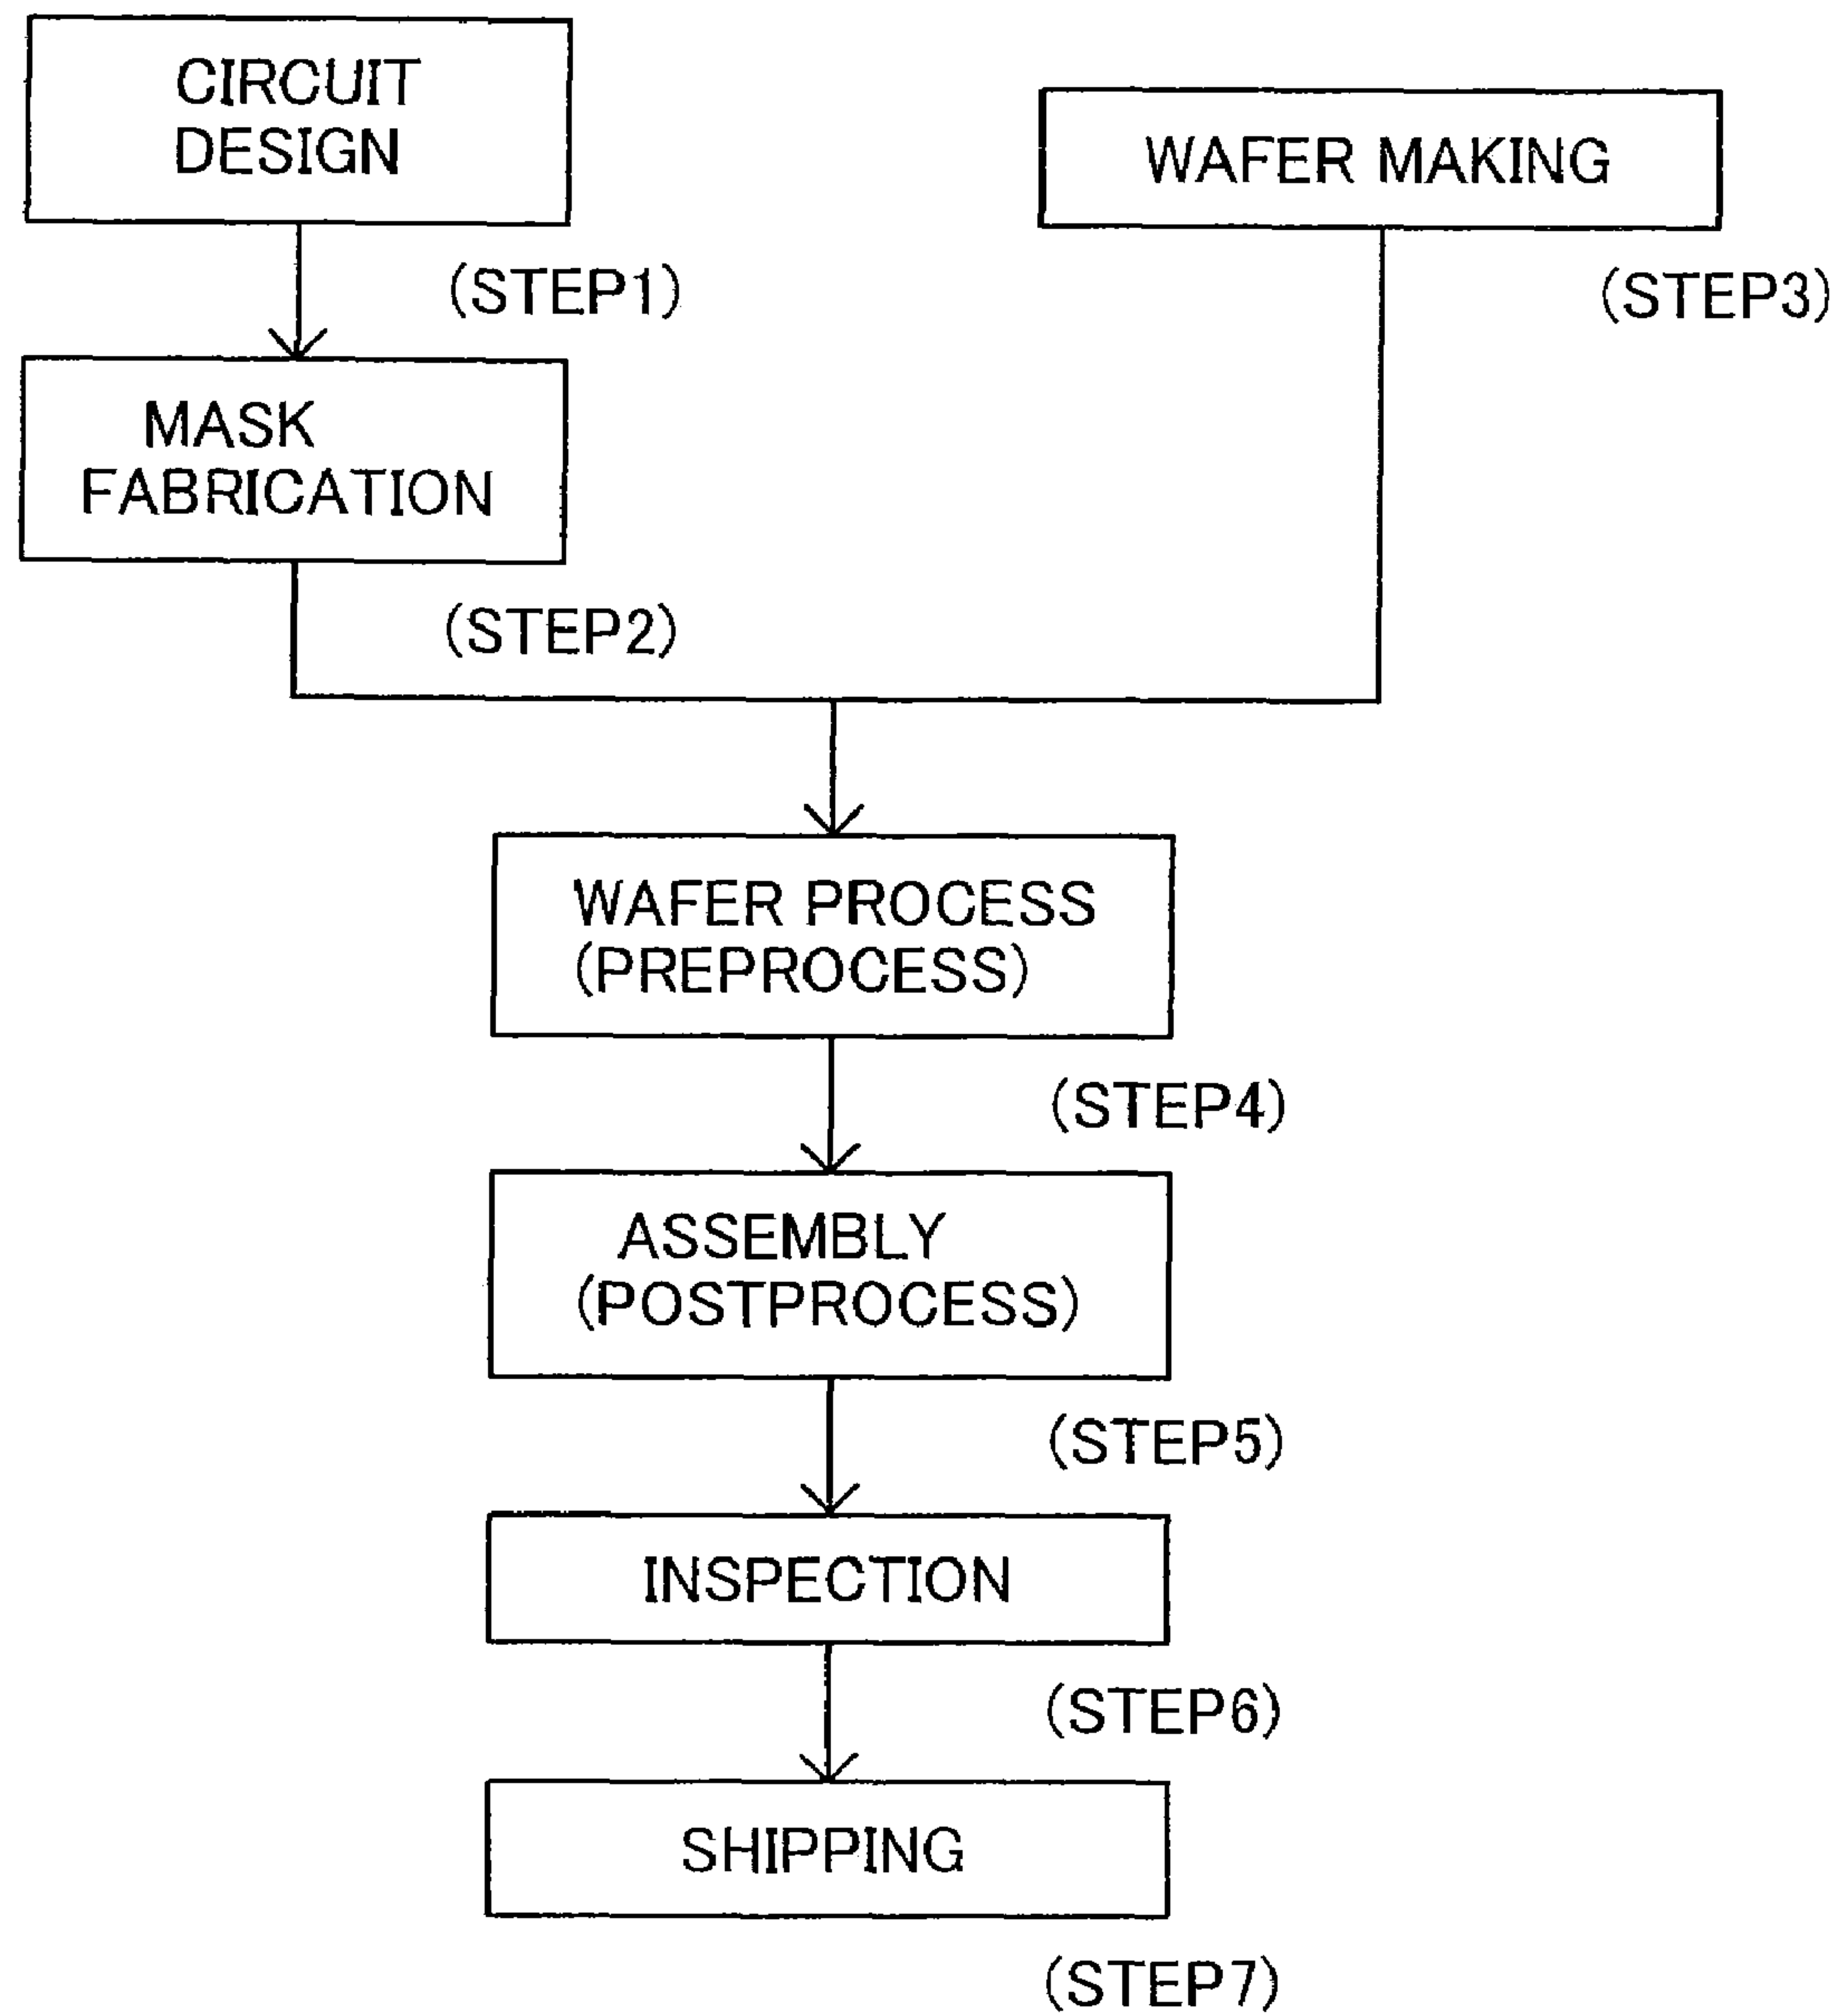 CIRCUIT
DESIGN
(STEP1)
MASK
FABRICATION
(STEP2)
WAFER MAKING
(STEP3)
WAFER PROCESS
(PREPROCESS)
(STEP4)
ASSEMBLY
(POSTPROCESS)
(STEP5)
INSPECTION
(STEP6)
SHIPPING
(STEP7)